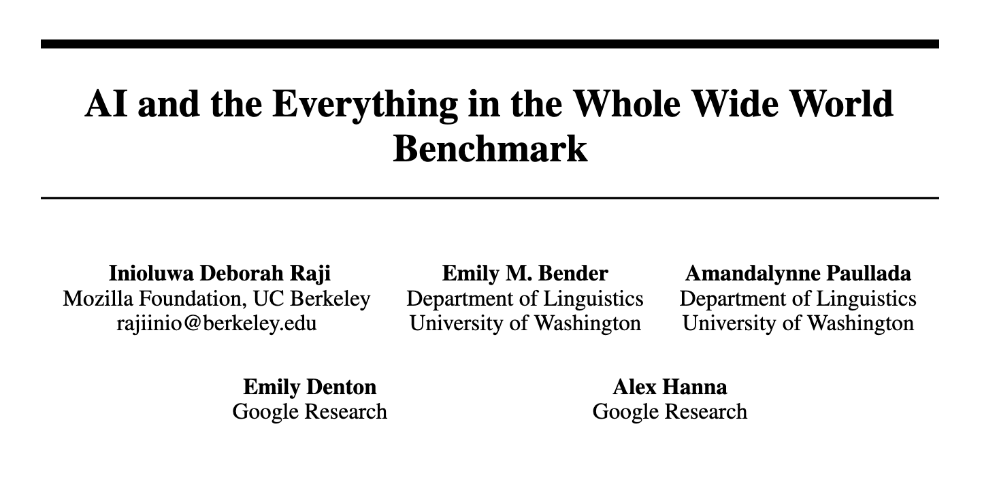 AI and the Everything in the Whole Wide World
Benchmark
Inioluwa Deborah Raji
Mozilla Foundation, UC Berkeley
rajiinio@berkeley.edu
Emily M. Bender
Department of Linguistics
University of Washington
Amandalynne Paullada
Department of Linguistics
University of Washington
Emily Denton
Google Research
Alex Hanna
Google Research